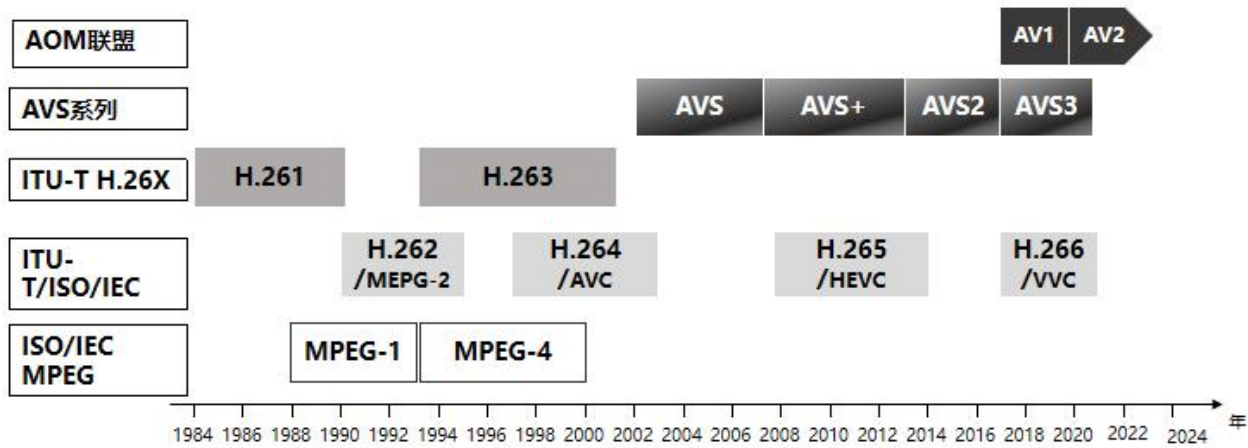 AOM联盟
AV1 AV2
AVS系列
AVS AVS+ AVS2 AVS3
ITU-T H.26X
H.261 H.263
ITU-
T/ISO/IEC
H.262
/MEPG-2
H.264
/AVC
H.265
/HEVC
H.266
/VVC
ISO/IEC
MPEG
MPEG-1 MPEG-4
1984 1986 1988 1990 1992 1994 1996 1998 2000 2002 2004 2006 2008 2010 2012 2014 2016 2018 2020 2022 2024 年